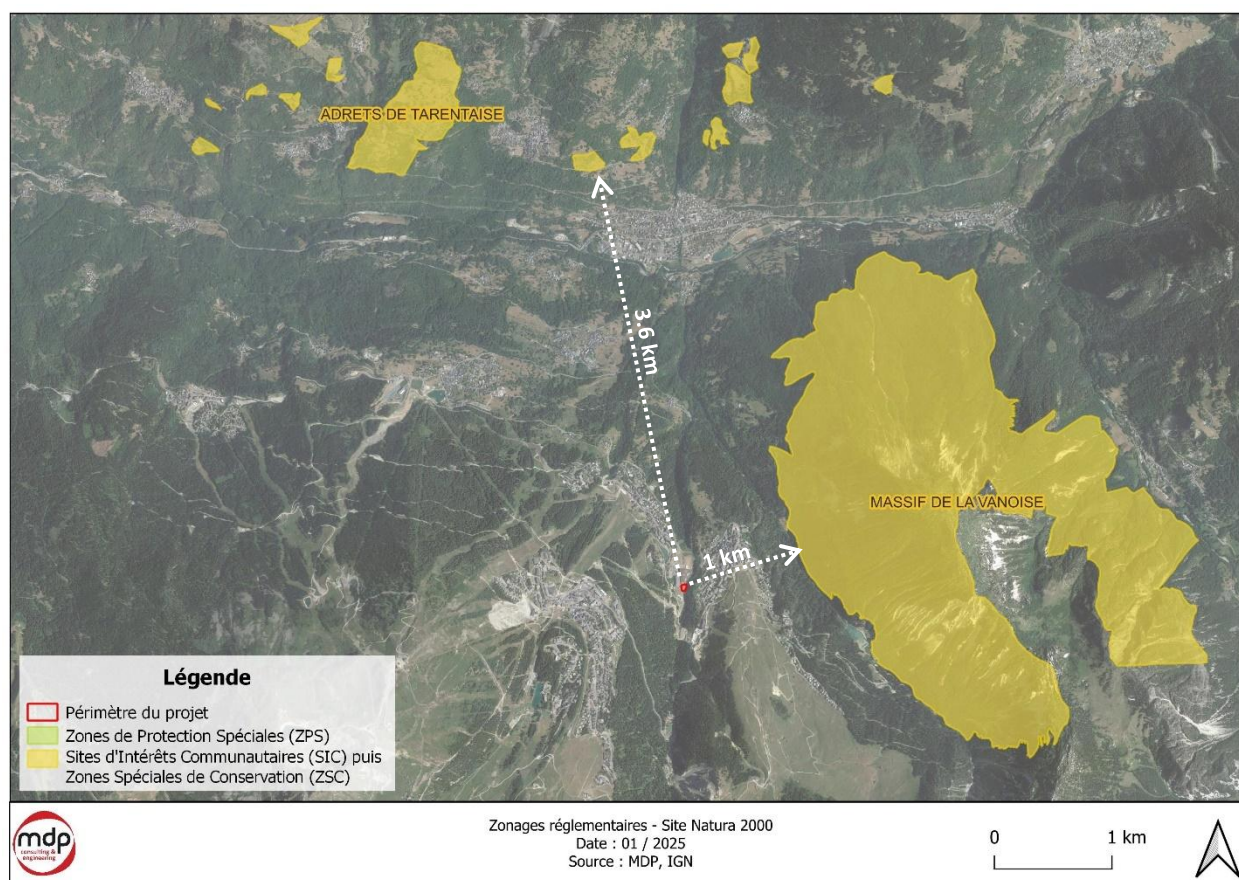 ADRETS DE TARENTAISE
3.6 km
MASSIF DE LA VANOISE
1 km
Légende
Périmètre du projet
Zones de Protection Spéciales (ZPS)
Sites d'Intérêts Communautaires (SIC) puis
Zones Spéciales de Conservation (ZSC)
mdp
consulting &
engineering
Zonages réglementaires - Site Natura 2000
Date : 01 / 2025
Source : MDP, IGN
0 1 km